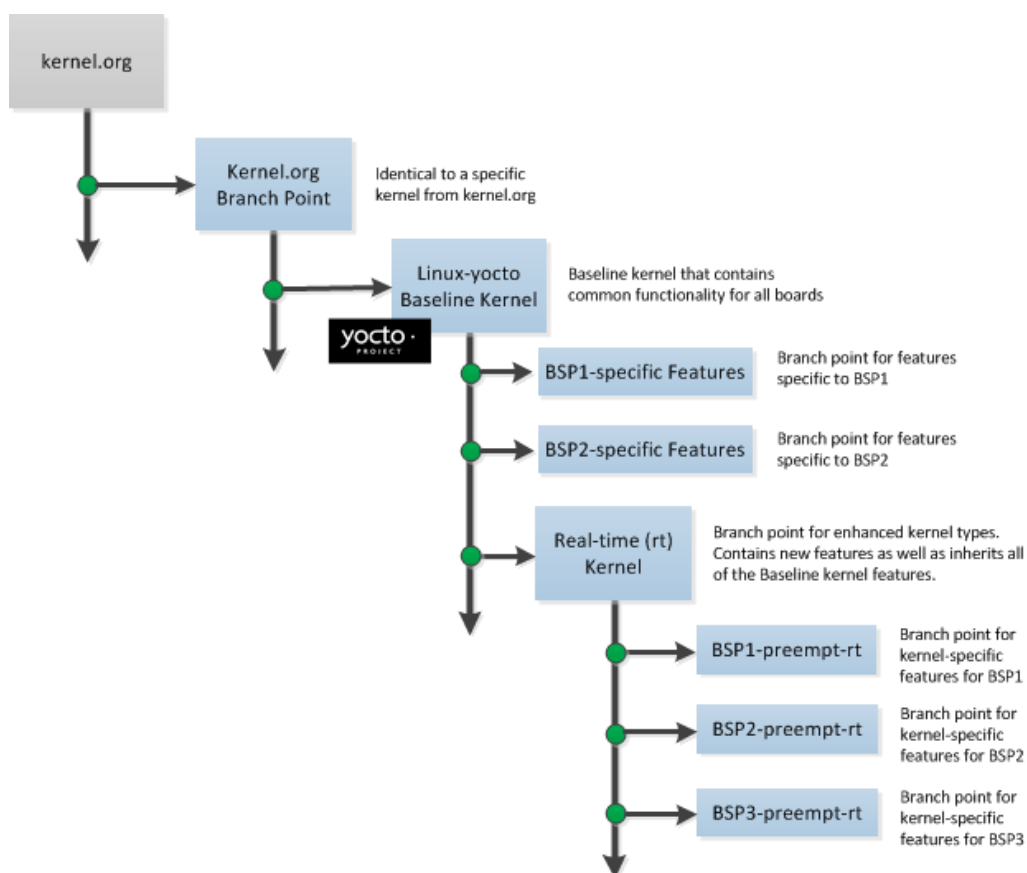 kernel.org
Kernel.org
Branch Point
Identical to a specific
kernel from kernel.org
Linux-yocto
Baseline Kernel
Baseline kernel that contains
common functionality for all boards
yocto ·
PROJECT
BSP1-specific Features
Branch point for features
specific to BSP1
BSP2-specific Features
Branch point for features
specific to BSP2
Real-time (rt)
Kernel
Branch point for enhanced kernel types.
Contains new features as well as inherits all
of the Baseline kernel features.
BSP1-preempt-rt
Branch point for
kernel-specific
features for BSP1
BSP2-preempt-rt
Branch point for
kernel-specific
features for BSP2
BSP3-preempt-rt
Branch point for
kernel-specific
features for BSP3